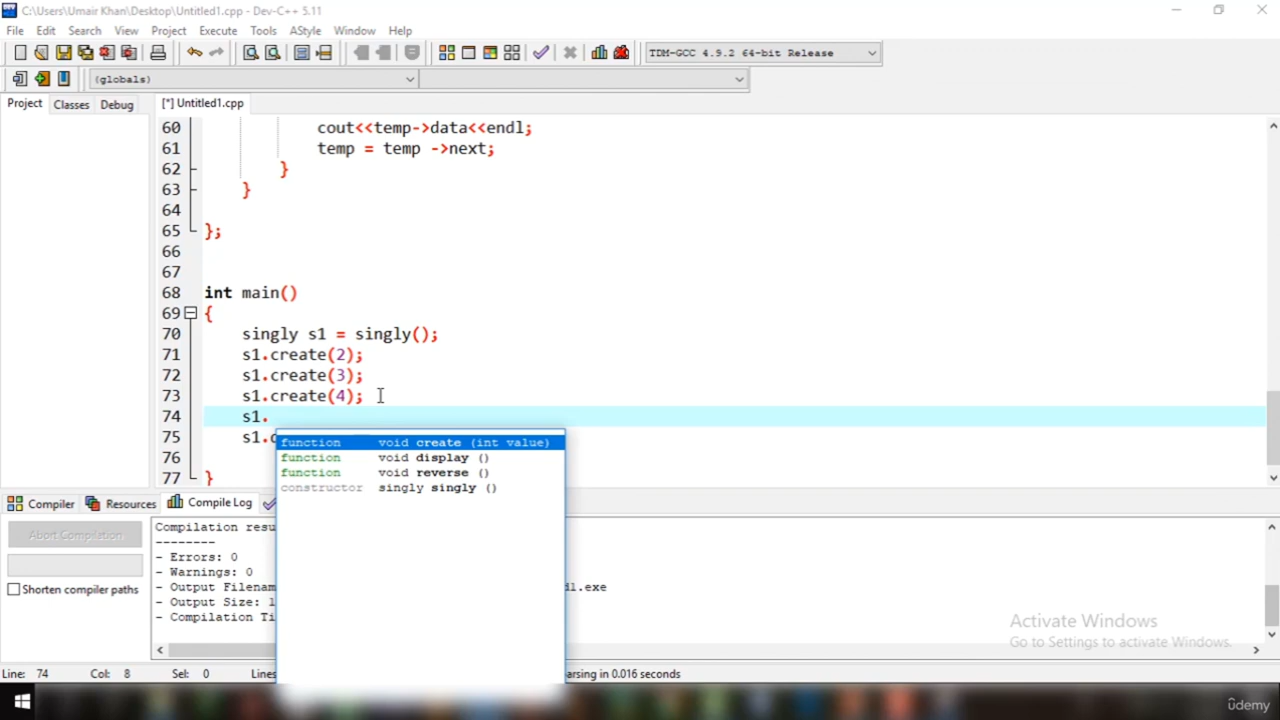 C:\Users\Umair Khan\Desktop\Untitled1.cpp - Dev-C++ 5.11
File Edit Search View Project Execute Tools AStyle Window Help
TDM-GCC 4.9.2 64-bit Release
(globals)
Project Classes Debug [*] Untitled1.cpp
60 cout<<temp->data<<endl;
61 temp = temp ->next;
62 }
63 }
64
65 };
66
67
68 int main()
69 {
70 singly s1 = singly();
71 s1.create(2);
72 s1.create(3);
73 s1.create(4);
74 s1.
75 s1.
76
77 }
function void create (int value)
function void display ()
function void reverse ()
constructor singly singly ()
Compiler Resources Compile Log
Abort Compilation
Shorten compiler paths
Compilation resu
--------
- Errors: 0
- Warnings: 0
- Output Filenam
- Output Size: 1
- Compilation Ti
Activate Windows
Go to Settings to activate Windows.
Line: 74 Col: 8 Sel: 0 Lines arsing in 0.016 seconds
ûdemy